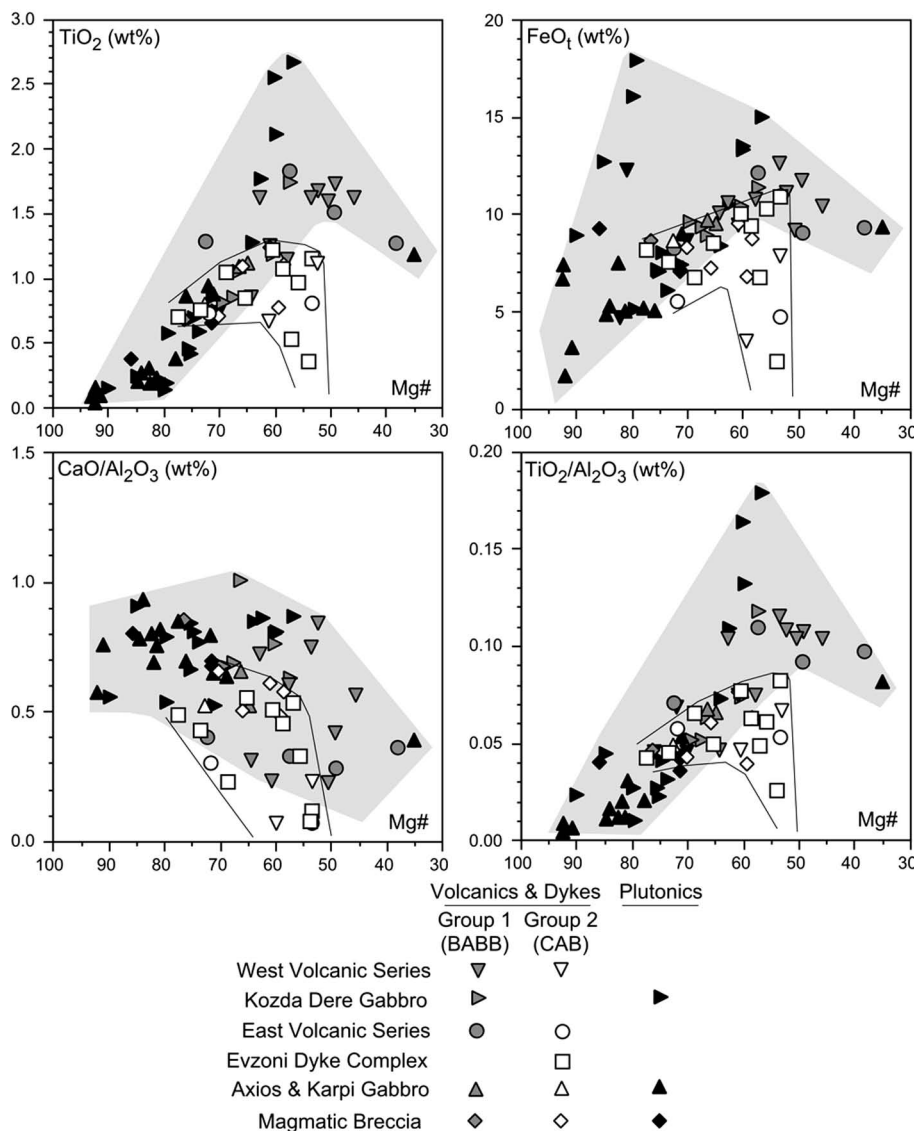 TiO2 (wt%)
3.0
2.5
2.0
1.5
1.0
0.5
0.0
Mg#
100 90 80 70 60 50 40 30
FeOt (wt%)
20
15
10
5
0
Mg#
100 90 80 70 60 50 40 30
CaO/Al2O3 (wt%)
1.5
1.0
0.5
0.0
Mg#
100 90 80 70 60 50 40 30
TiO2/Al2O3 (wt%)
0.20
0.15
0.10
0.05
0.00
Mg#
100 90 80 70 60 50 40 30
Volcanics & Dykes Plutonics
Group 1 Group 2
(BABB) (CAB)
West Volcanic Series
Kozda Dere Gabbro
East Volcanic Series
Evzoni Dyke Complex
Axios & Karpi Gabbro
Magmatic Breccia